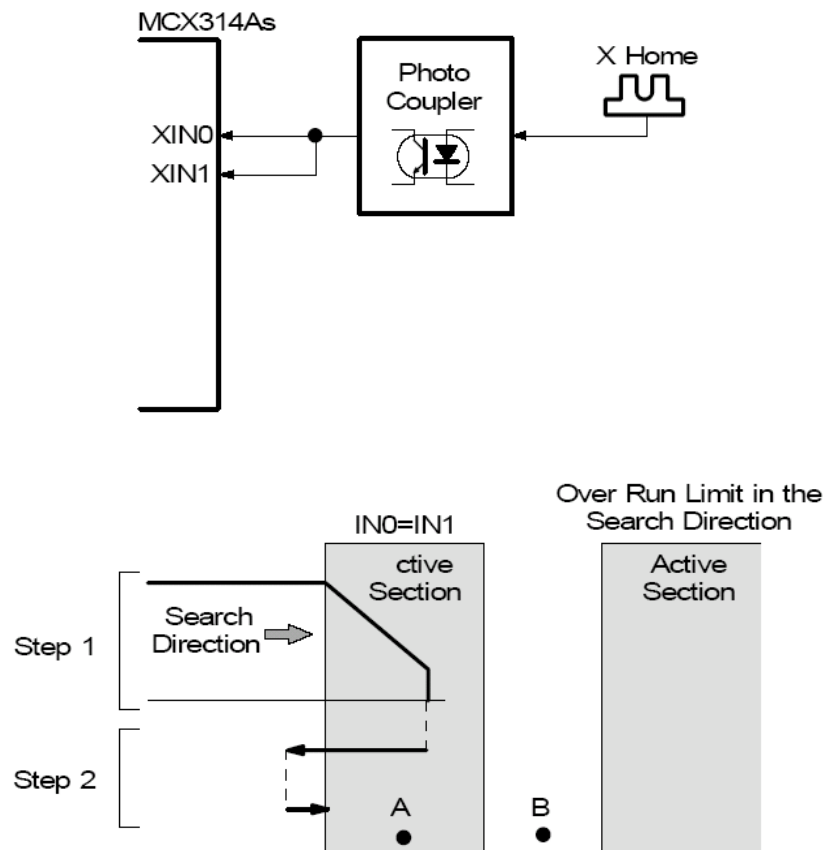 MCX314As
Photo
Coupler
X Home
XIN0
XIN1
Over Run Limit in the
Search Direction
IN0=IN1
ctive
Section
Active
Section
Search
Direction
Step 1
Step 2
A
B